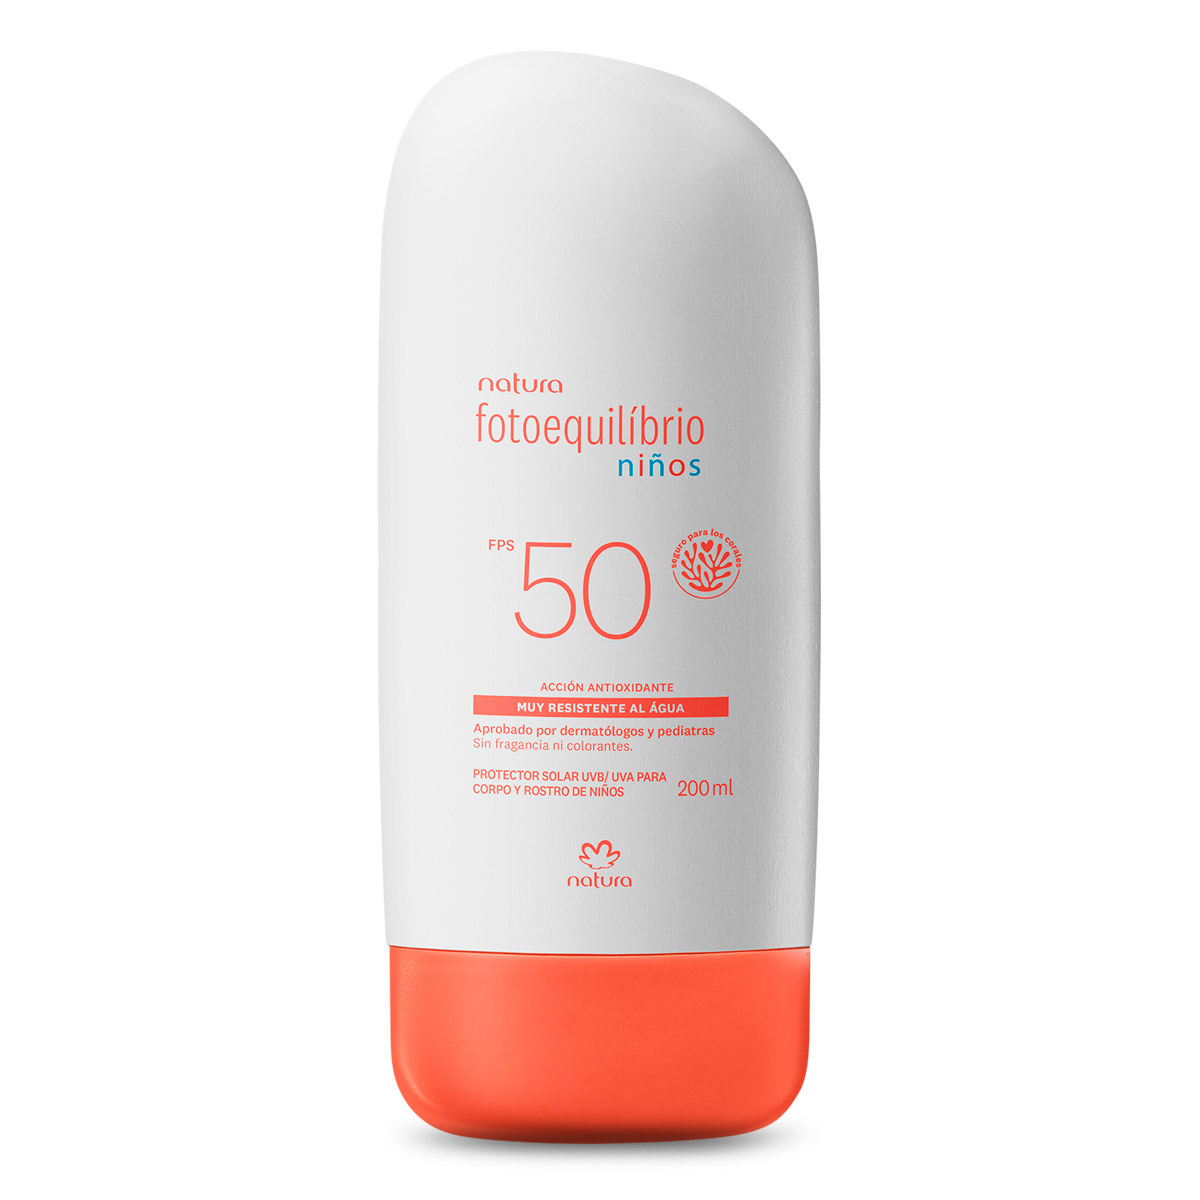 natura
fotoequilíbrio
niños
FPS 50
seguro para los corales
ACCIÓN ANTIOXIDANTE
MUY RESISTENTE AL ÁGUA
Aprobado por dermatólogos y pediatras
Sin fragancia ni colorantes.
PROTECTOR SOLAR UVB/ UVA PARA
CORPO Y ROSTRO DE NIÑOS
200 ml
natura